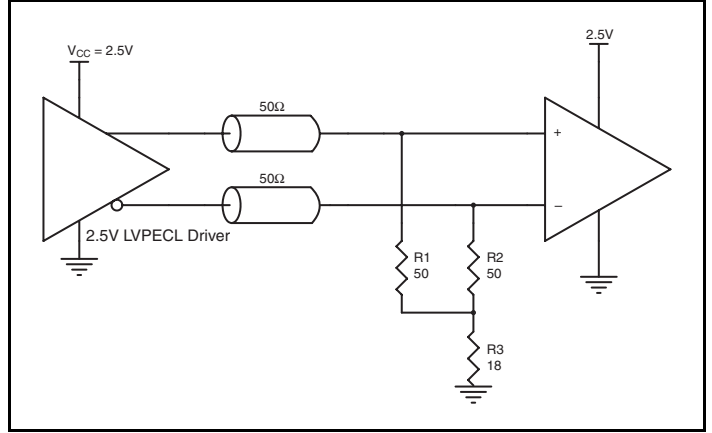 2.5V
V_CC = 2.5V
50Ω
+
50Ω
−
2.5V LVPECL Driver
R1
50
R2
50
R3
18